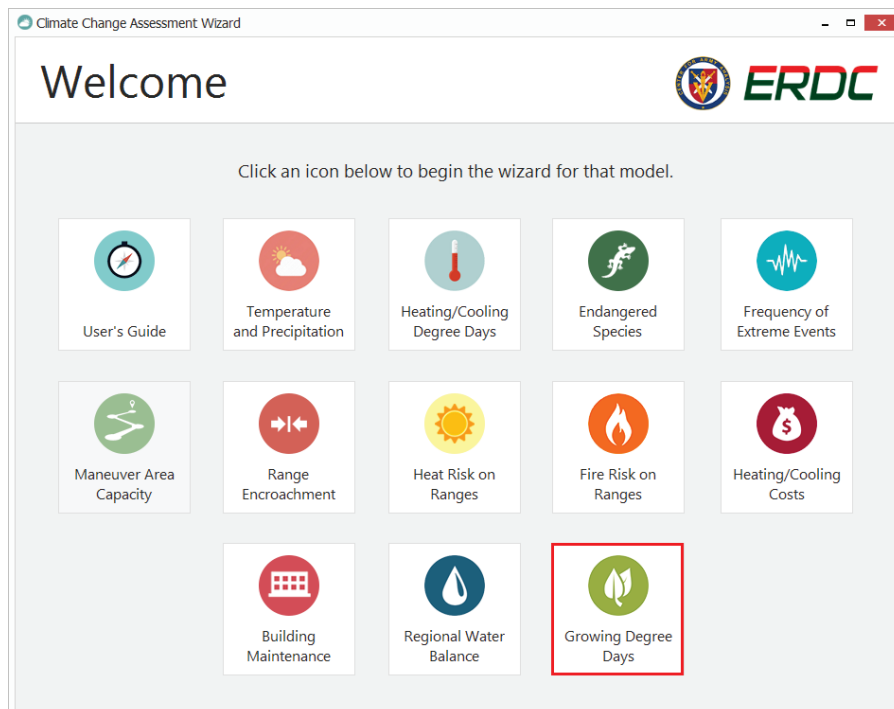 Climate Change Assessment Wizard
Welcome
ERDC
Click an icon below to begin the wizard for that model.
User's Guide
Temperature
and Precipitation
Heating/Cooling
Degree Days
Endangered
Species
Frequency of
Extreme Events
Maneuver Area
Capacity
Range
Encroachment
Heat Risk on
Ranges
Fire Risk on
Ranges
$
Heating/Cooling
Costs
Building
Maintenance
Regional Water
Balance
Growing Degree
Days